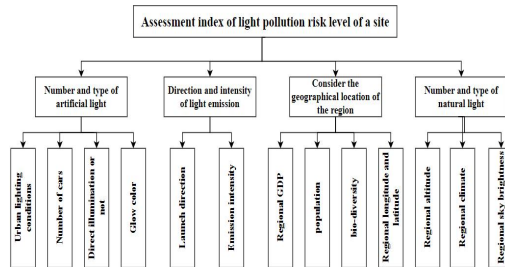 Assessment index of light pollution risk level of a site
Number and type of
artificial light
Direction and intensity
of light emission
Consider the
geographical location of
the region
Number and type of
natural light
Urban lighting
conditions
Number of cars
Direct illumination or
not
Glow color
Launch direction
Emission intensity
Regional GDP
population
bio-diversity
Regional longitude and
latitude
Regional altitude
Regional climate
Regional sky brightness